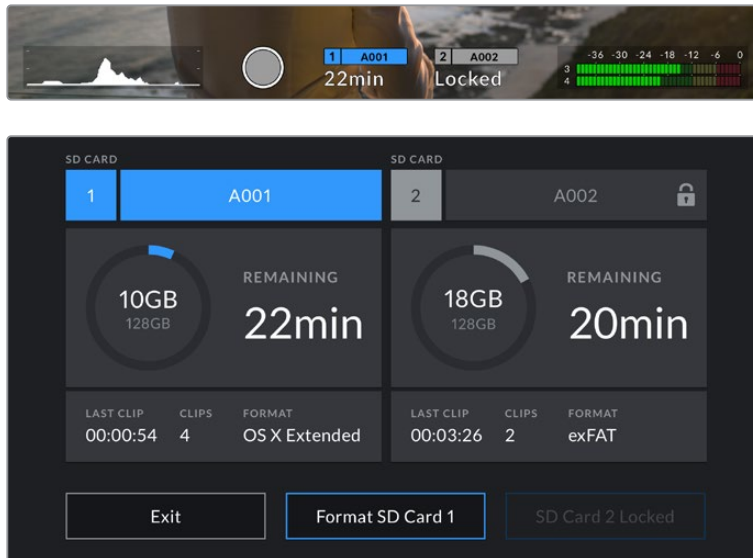 1 A001 2 A002
22min Locked
-36 -30 -24 -18 -12 -6 0
3
4
SD CARD SD CARD
1 A001 2 A002
10GB
128GB
REMAINING
22min
18GB
128GB
REMAINING
20min
LAST CLIP CLIPS FORMAT
00:00:54 4 OS X Extended
LAST CLIP CLIPS FORMAT
00:03:26 2 exFAT
Exit Format SD Card 1 SD Card 2 Locked